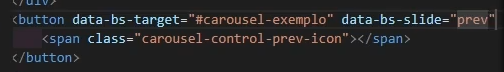 </div>
<button data-bs-target="#carousel-exemplo" data-bs-slide="prev"
<span class="carousel-control-prev-icon"></span>
</button>